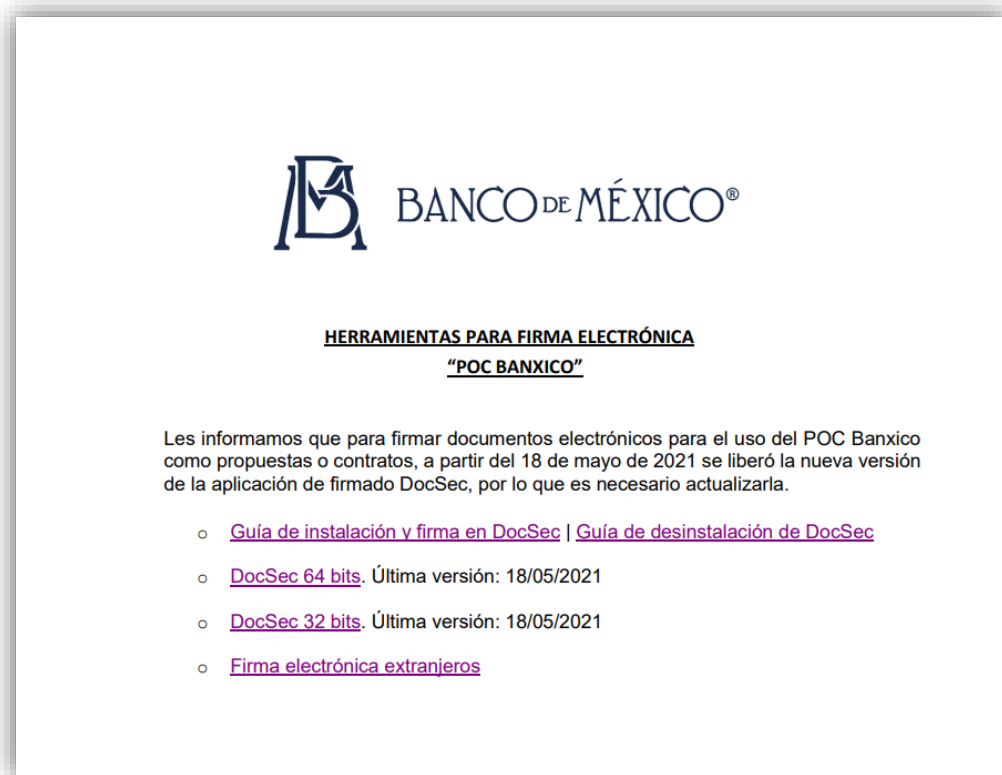 BANCO DE MÉXICO®
HERRAMIENTAS PARA FIRMA ELECTRÓNICA
“POC BANXICO”
Les informamos que para firmar documentos electrónicos para el uso del POC Banxico
como propuestas o contratos, a partir del 18 de mayo de 2021 se liberó la nueva versión
de la aplicación de firmado DocSec, por lo que es necesario actualizarla.
o Guía de instalación y firma en DocSec | Guía de desinstalación de DocSec
o DocSec 64 bits. Última versión: 18/05/2021
o DocSec 32 bits. Última versión: 18/05/2021
o Firma electrónica extranjeros